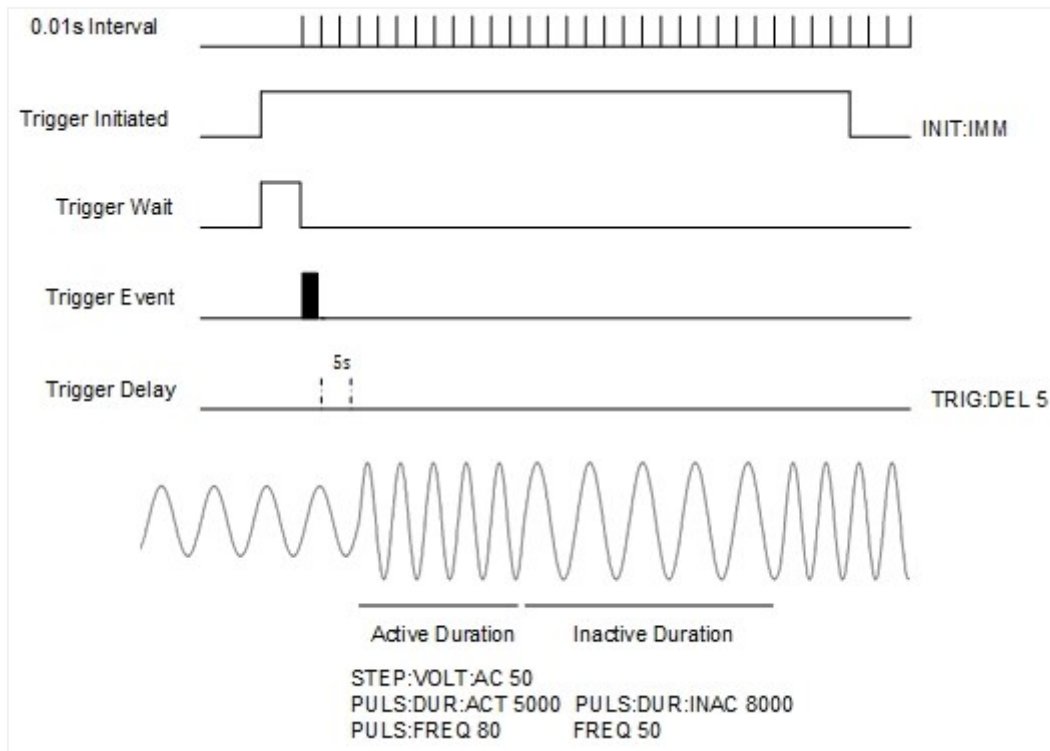 0.01s Interval
Trigger Initiated
INIT:IMM
Trigger Wait
Trigger Event
5s
Trigger Delay
TRIG:DEL 5
Active Duration
Inactive Duration
STEP:VOLT:AC 50
PULS:DUR:ACT 5000 PULS:DUR:INAC 8000
PULS:FREQ 80 FREQ 50